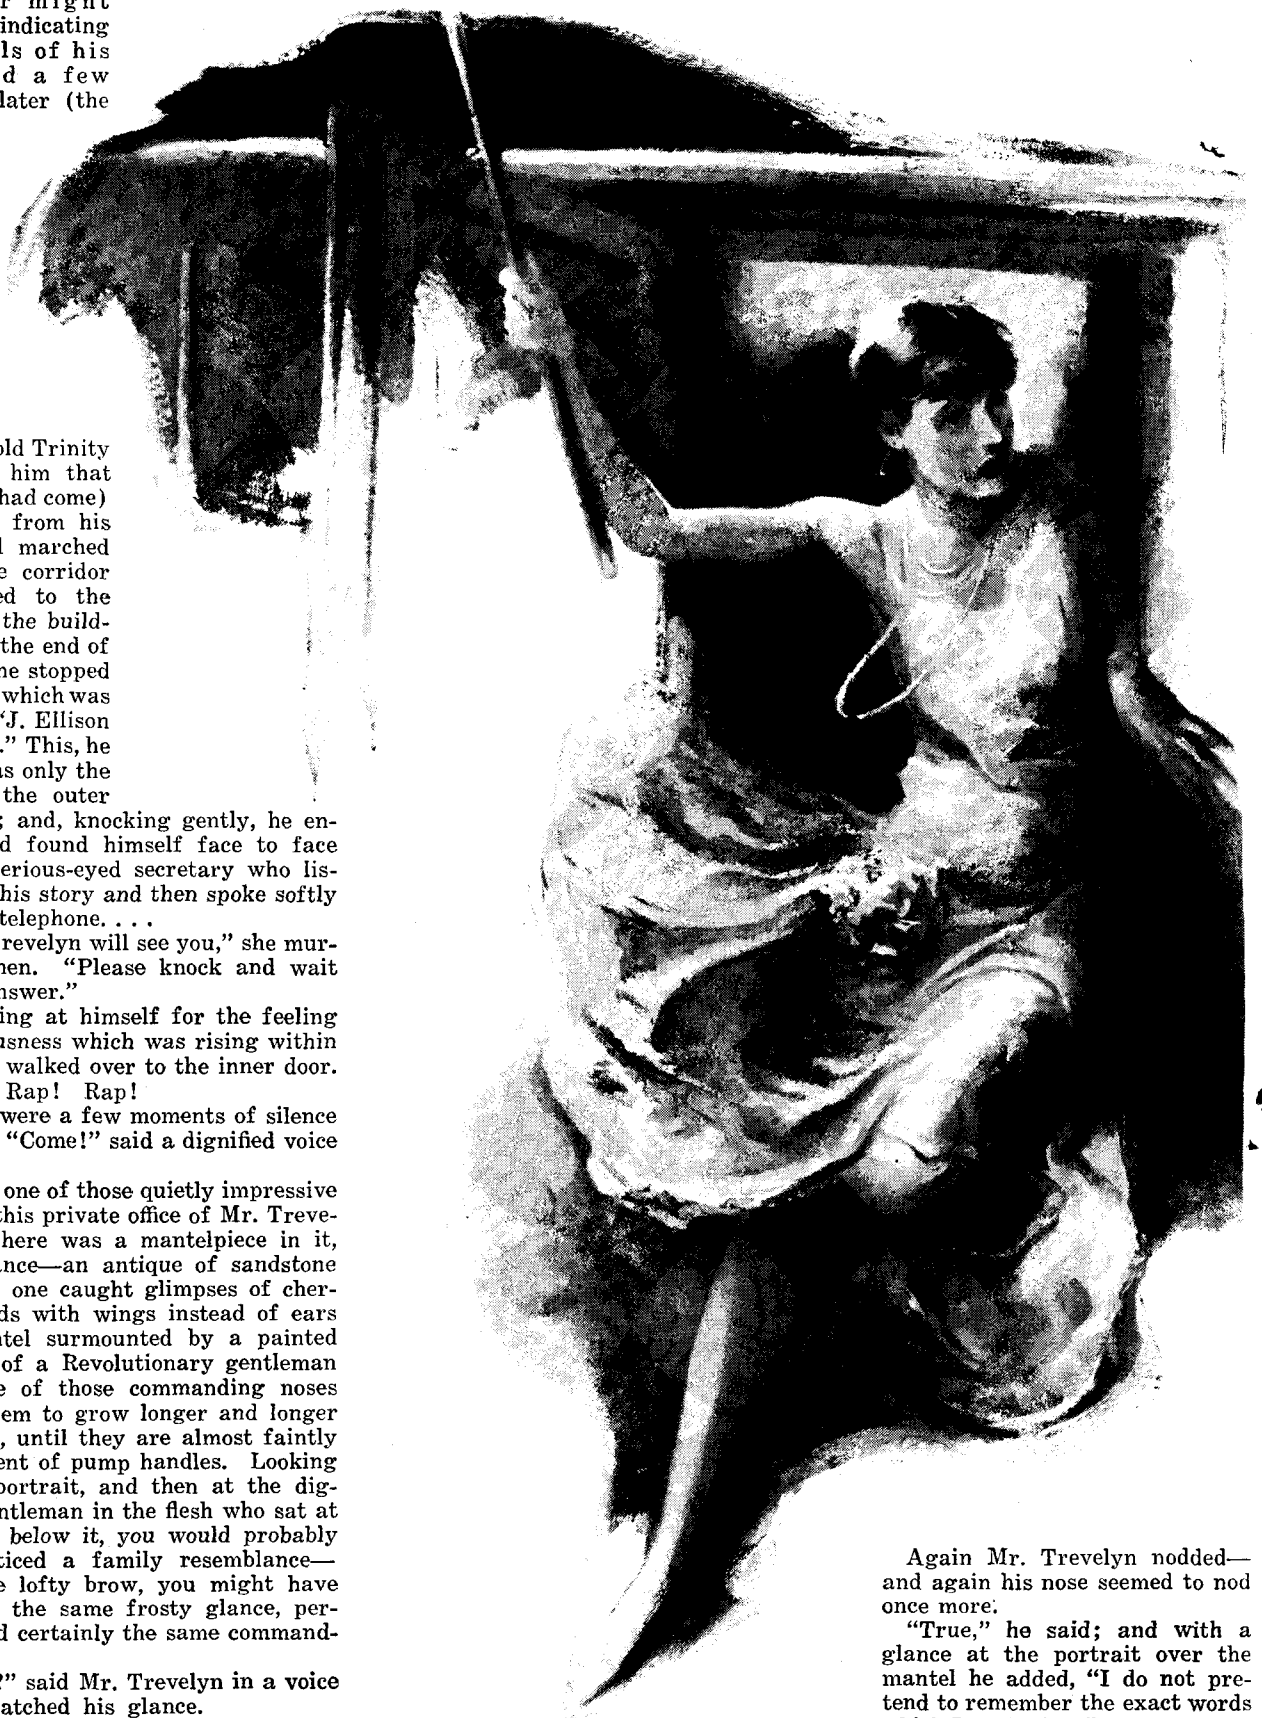 might
indicating
ls of his
d a few
later (the
old Trinity
him that
had come)
from his
marched
corridor
ed to the
the build-
the end of
he stopped
which was
“J. Ellison
.” This, he
as only the
the outer
; and, knocking gently, he en-
d found himself face to face
erious-eyed secretary who lis-
his story and then spoke softly
telephone. . . .
revelyn will see you,” she mur-
hen. “Please knock and wait
nswer.”
ing at himself for the feeling
usness which was rising within
walked over to the inner door.
Rap! Rap!
were a few moments of silence
“Come!” said a dignified voice
one of those quietly impressive
this private office of Mr. Treve-
here was a mantelpiece in it,
nce—an antique of sandstone
one caught glimpses of cher-
ds with wings instead of ears
ntel surmounted by a painted
of a Revolutionary gentleman
e of those commanding noses
em to grow longer and longer
, until they are almost faintly
ent of pump handles. Looking
portrait, and then at the dig-
ntleman in the flesh who sat at
below it, you would probably
ticed a family resemblance—
e lofty brow, you might have
the same frosty glance, per-
d certainly the same command-
?” said Mr. Trevelyn in a voice
atched his glance.
Again Mr. Trevelyn nodded—
and again his nose seemed to nod
once more.
“True,” he said; and with a
glance at the portrait over the
mantel he added, “I do not pre-
tend to remember the exact words